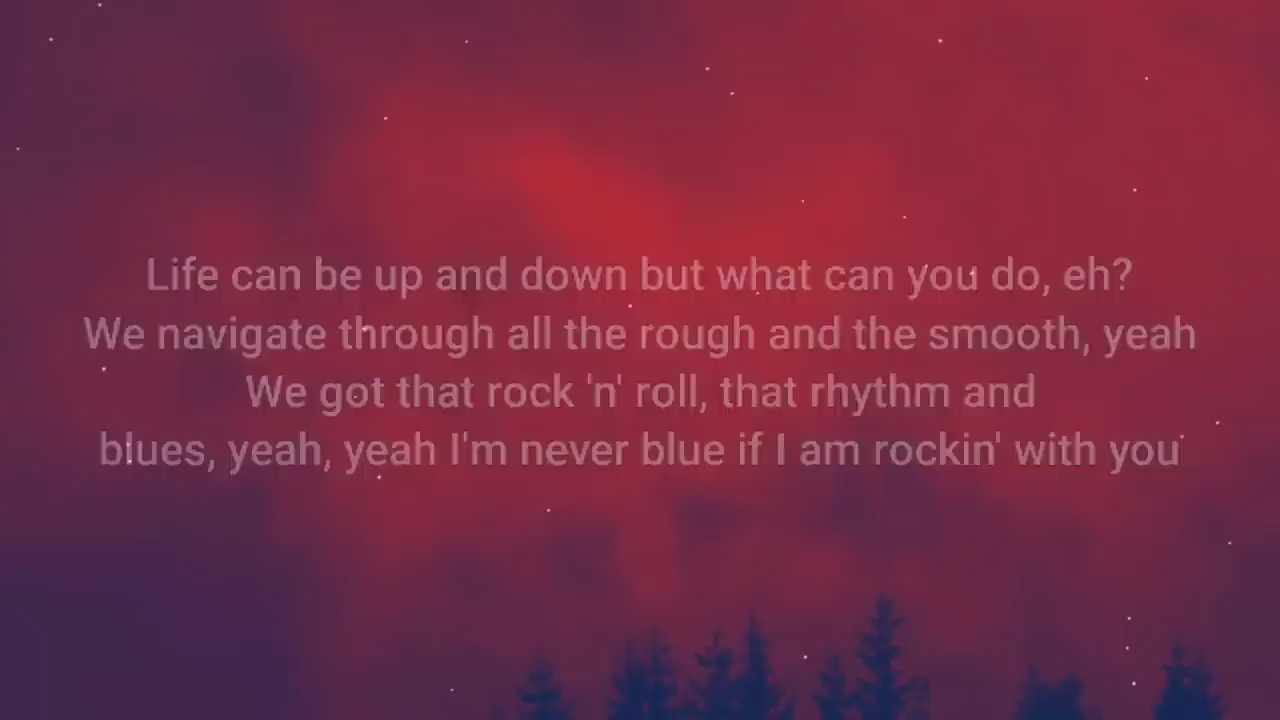 Life can be up and down but what can you do, eh?
We navigate through all the rough and the smooth, yeah
We got that rock 'n' roll, that rhythm and
blues, yeah, yeah I'm never blue if I am rockin' with you